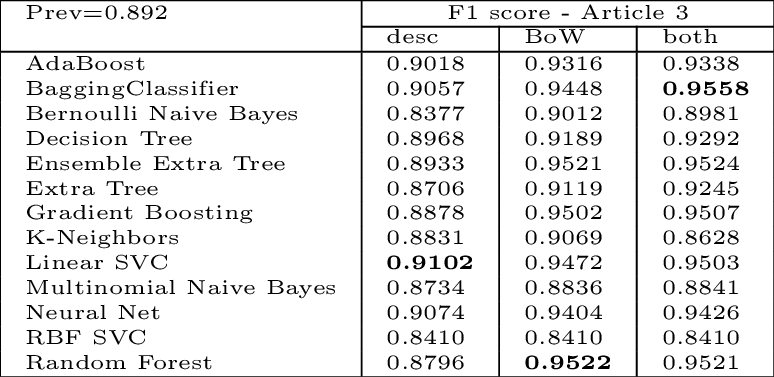 Prev=0.892 F1 score - Article 3
desc BoW both
AdaBoost 0.9018 0.9316 0.9338
BaggingClassifier 0.9057 0.9448 0.9558
Bernoulli Naive Bayes 0.8377 0.9012 0.8981
Decision Tree 0.8968 0.9189 0.9292
Ensemble Extra Tree 0.8933 0.9521 0.9524
Extra Tree 0.8706 0.9119 0.9245
Gradient Boosting 0.8878 0.9502 0.9507
K-Neighbors 0.8831 0.9069 0.8628
Linear SVC 0.9102 0.9472 0.9503
Multinomial Naive Bayes 0.8734 0.8836 0.8841
Neural Net 0.9074 0.9404 0.9426
RBF SVC 0.8410 0.8410 0.8410
Random Forest 0.8796 0.9522 0.9521